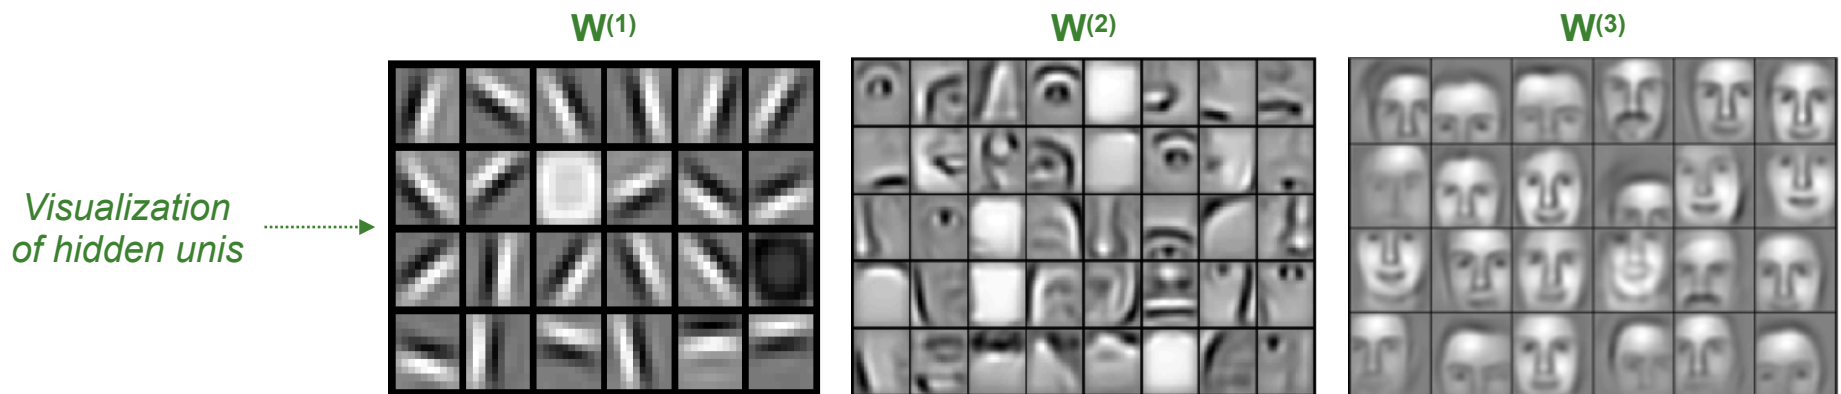 W(1)
W(2)
W(3)
Visualization
of hidden unis